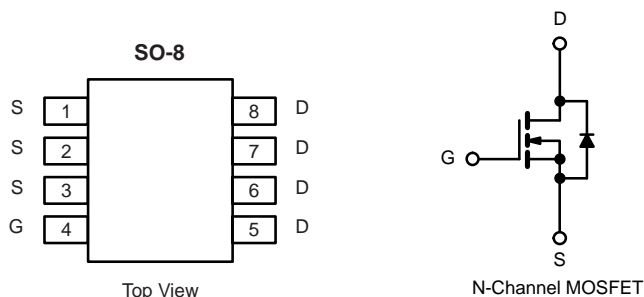 SO-8
S 1 8 D
S 2 7 D
S 3 6 D
G 4 5 D
Top View
D
G
S
N-Channel MOSFET